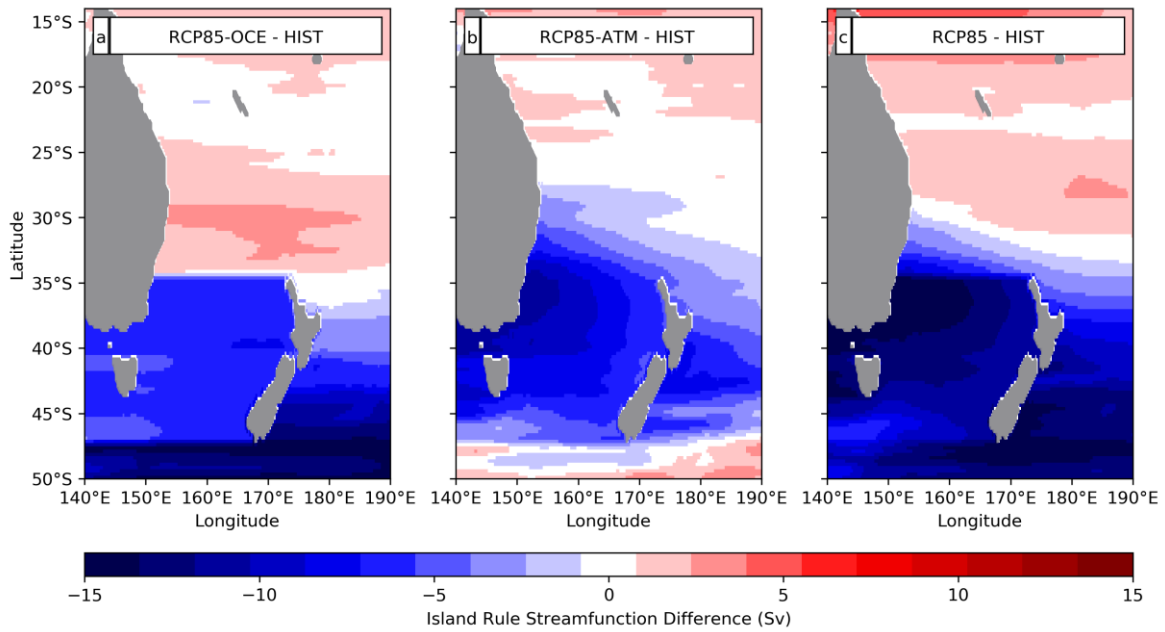 a RCP85-OCE - HIST
b RCP85-ATM - HIST
c RCP85 - HIST
15°S
20°S
25°S
30°S
35°S
40°S
45°S
50°S
Latitude
140°E 150°E 160°E 170°E 180°E 190°E
140°E 150°E 160°E 170°E 180°E 190°E
140°E 150°E 160°E 170°E 180°E 190°E
Longitude
Longitude
Longitude
−15 −10 −5 0 5 10 15
Island Rule Streamfunction Difference (Sv)